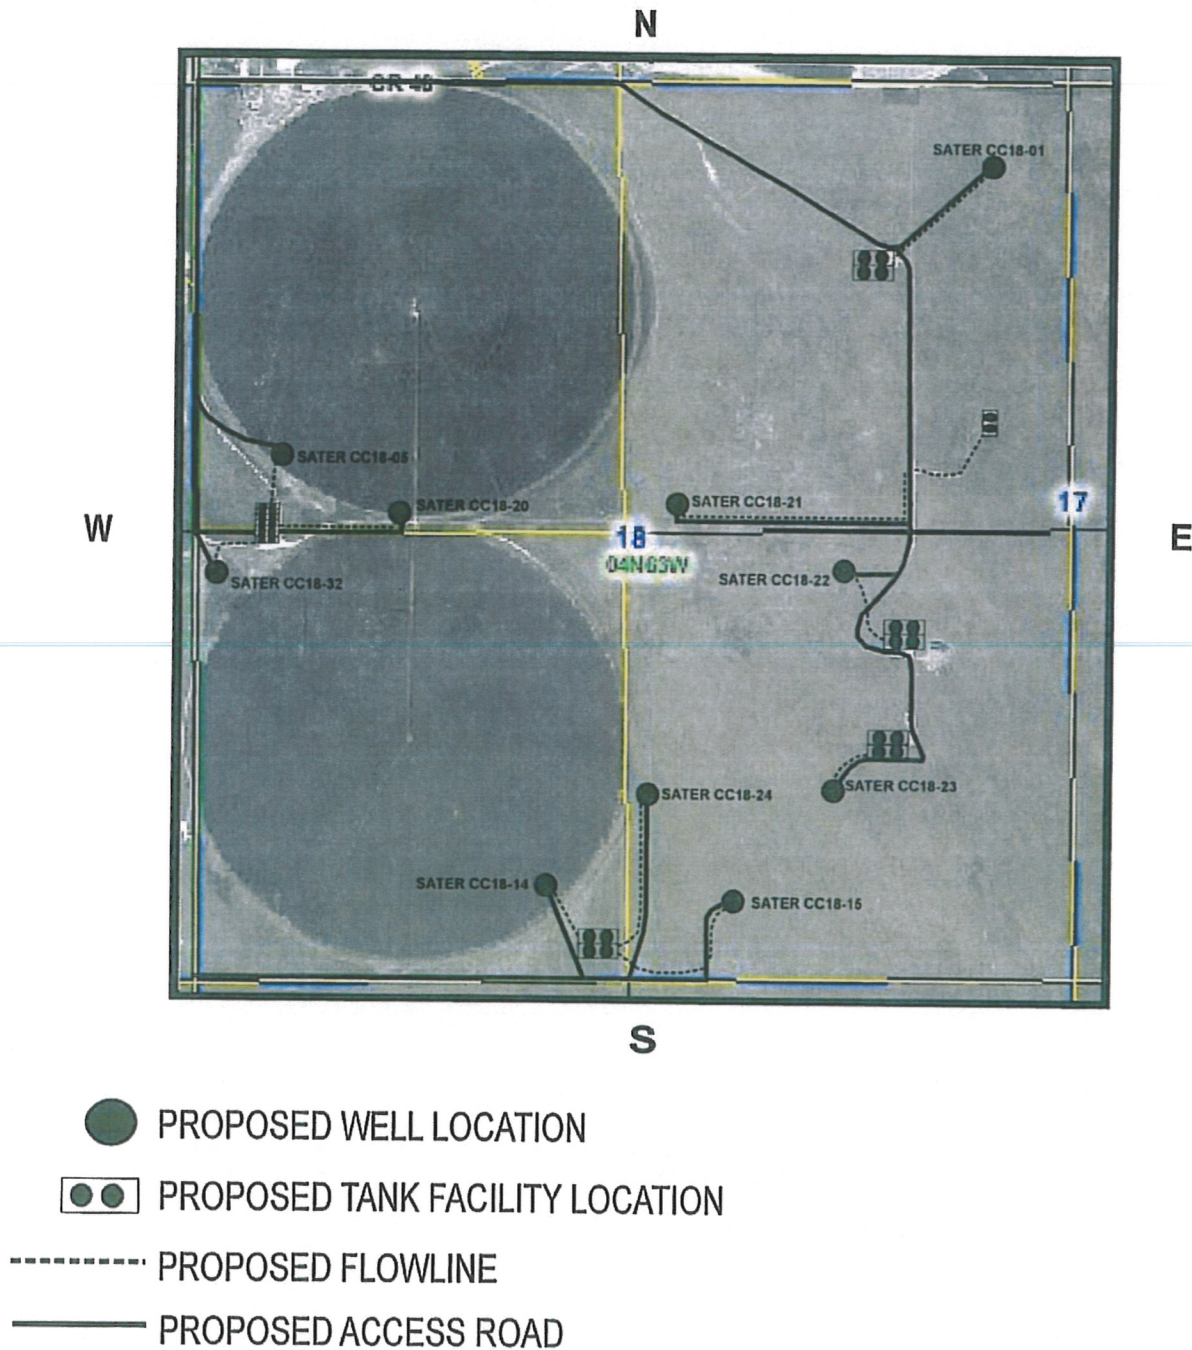 N
CR 40
SATER CC18-01
SATER CC18-05
SATER CC18-20
SATER CC18-21
17
W
18
E
04N63W
SATER CC18-22
SATER CC18-32
SATER CC18-23
SATER CC18-24
SATER CC18-14
SATER CC18-15
S
PROPOSED WELL LOCATION
PROPOSED TANK FACILITY LOCATION
PROPOSED FLOWLINE
PROPOSED ACCESS ROAD